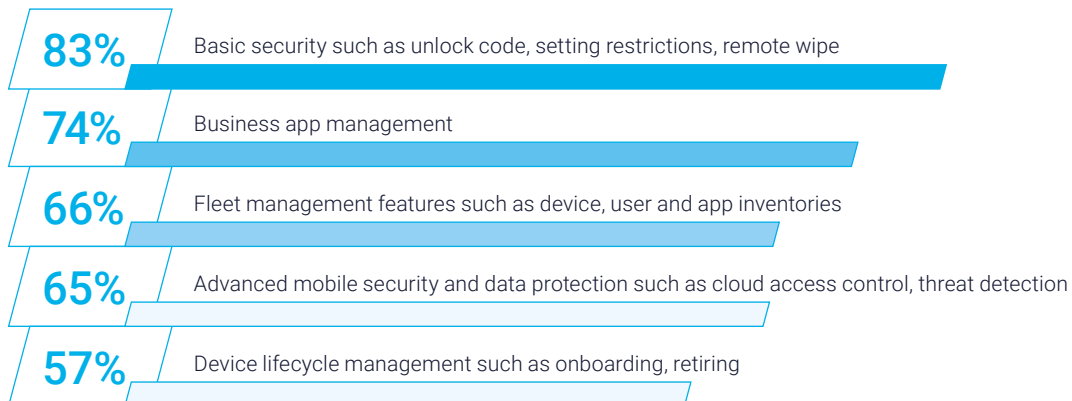 83%
Basic security such as unlock code, setting restrictions, remote wipe
74%
Business app management
66%
Fleet management features such as device, user and app inventories
65%
Advanced mobile security and data protection such as cloud access control, threat detection
57%
Device lifecycle management such as onboarding, retiring